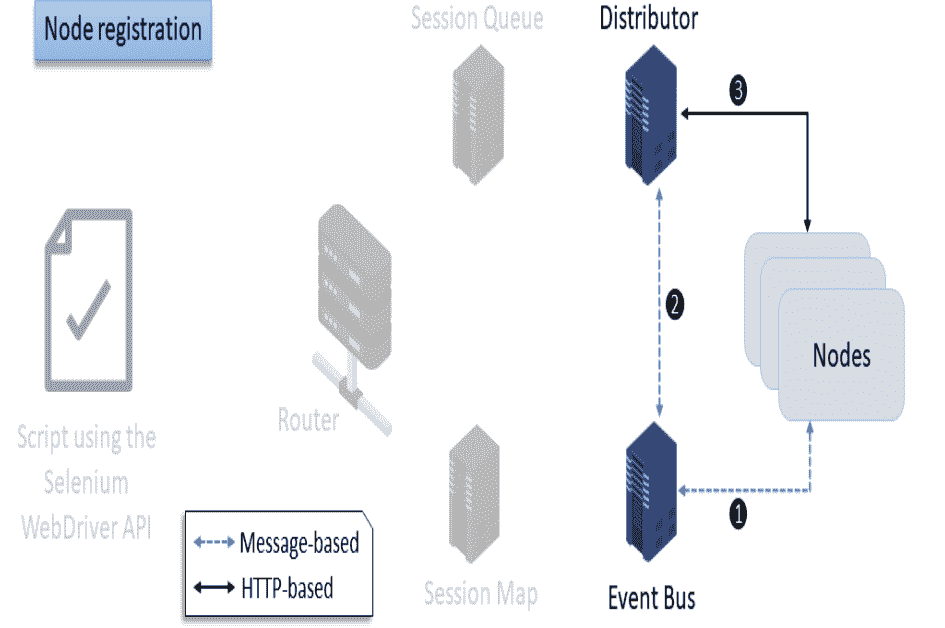 Node registration
Session Queue
Distributor
3
2
Nodes
Router
Script using the
Selenium
WebDriver API
1
Message-based
HTTP-based
Session Map
Event Bus